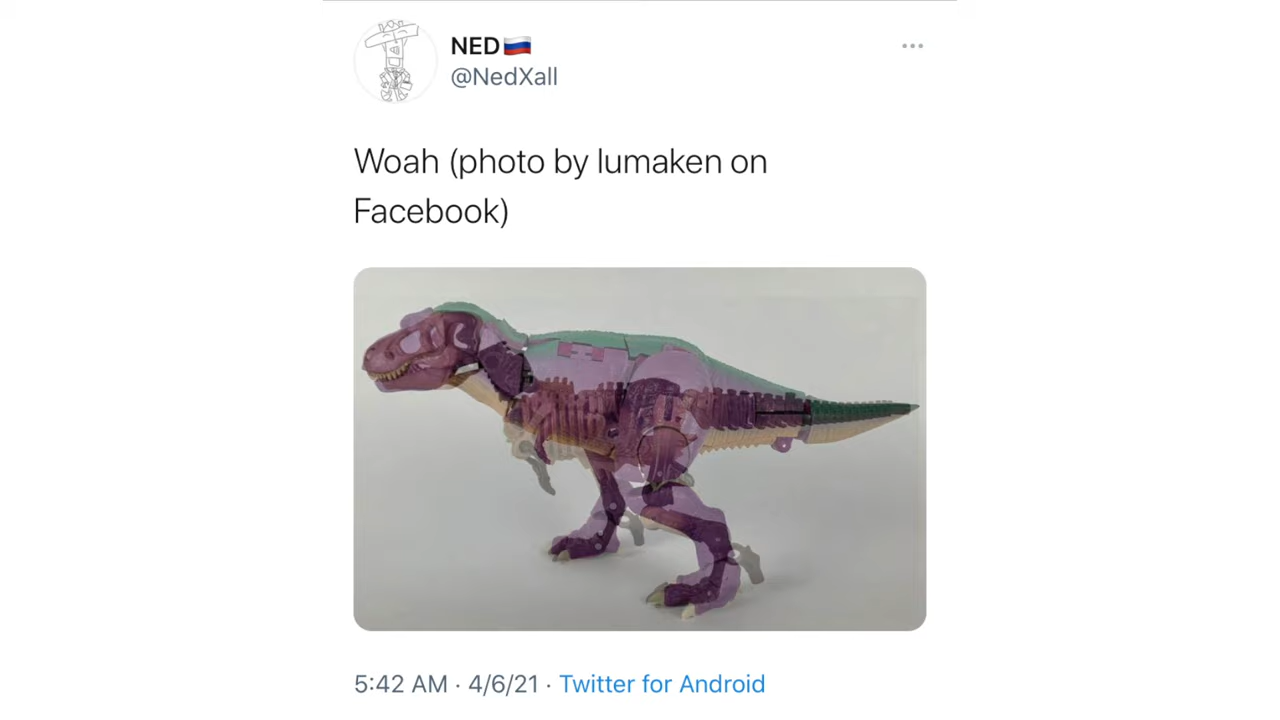 NED🇷🇺
@NedXall
Woah (photo by lumaken on
Facebook)
5:42 AM · 4/6/21 · Twitter for Android